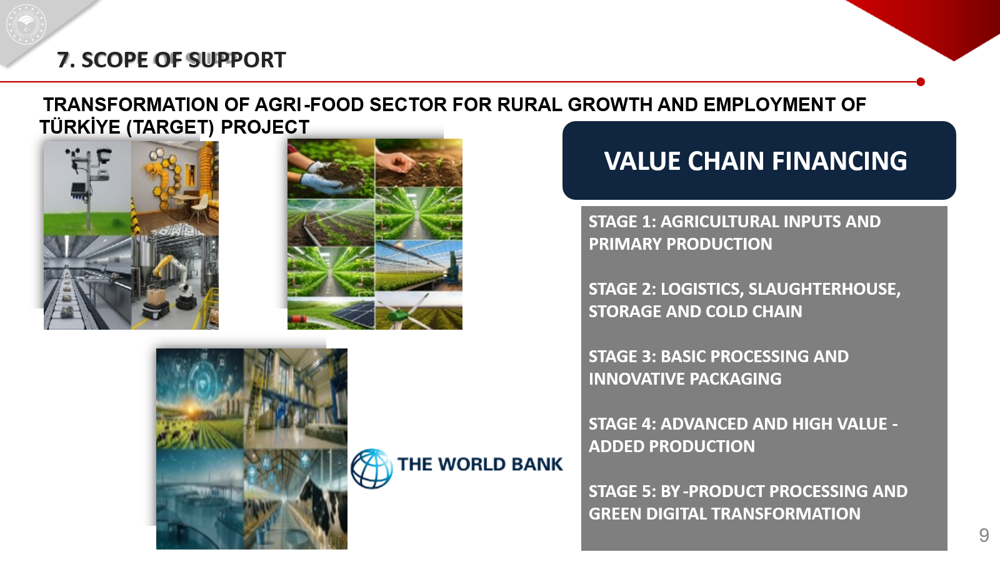 7. SCOPE OF SUPPORT
TRANSFORMATION OF AGRI-FOOD SECTOR FOR RURAL GROWTH AND EMPLOYMENT OF
TÜRKİYE (TARGET) PROJECT
VALUE CHAIN FINANCING
STAGE 1: AGRICULTURAL INPUTS AND
PRIMARY PRODUCTION
STAGE 2: LOGISTICS, SLAUGHTERHOUSE,
STORAGE AND COLD CHAIN
STAGE 3: BASIC PROCESSING AND
INNOVATIVE PACKAGING
STAGE 4: ADVANCED AND HIGH VALUE -
ADDED PRODUCTION
STAGE 5: BY-PRODUCT PROCESSING AND
GREEN DIGITAL TRANSFORMATION
THE WORLD BANK
9